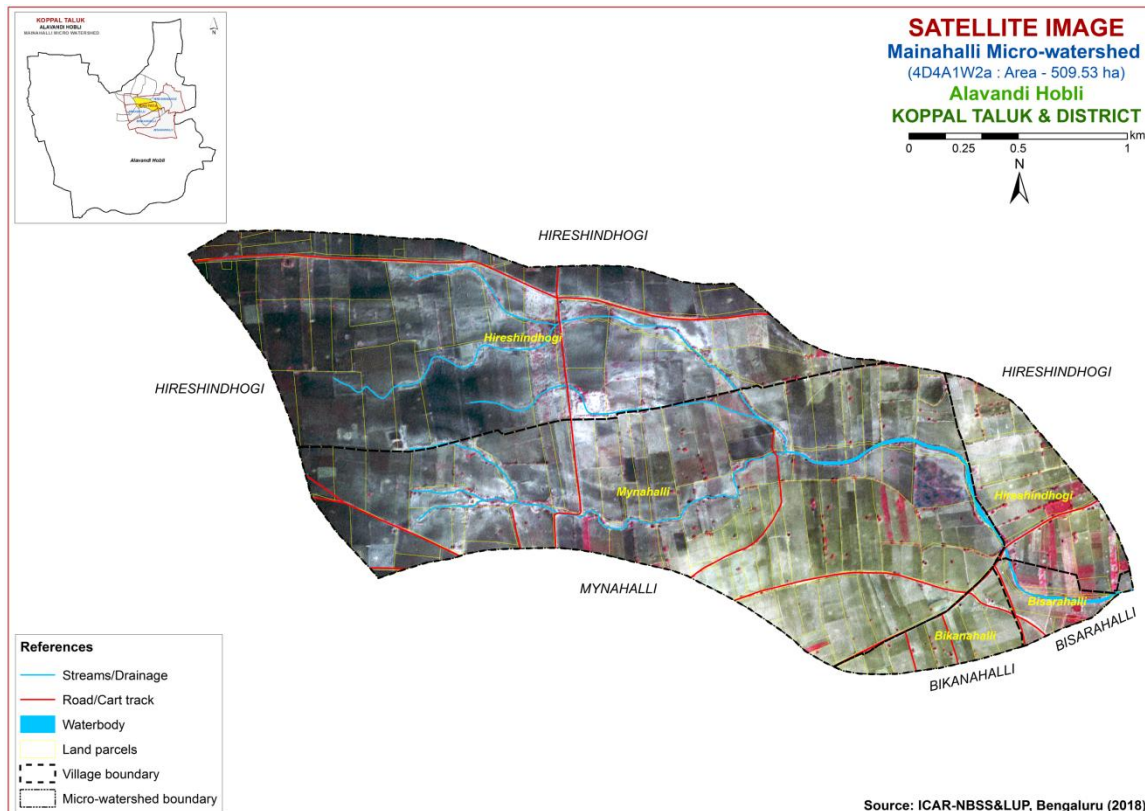 KOPPAL TALUK
ALAVANDI HOBLI
MAINAHALLI MICRO WATERSHED
N
Alavandi Hobli
SATELLITE IMAGE
Mainahalli Micro-watershed
(4D4A1W2a : Area - 509.53 ha)
Alavandi Hobli
KOPPAL TALUK & DISTRICT
km
0 0.25 0.5 1
N
HIRESHINDHOGI
Hireshindhogi
HIRESHINDHOGI
HIRESHINDHOGI
Mynahalli
Hireshindhogi
MYNAHALLI
Bisarahalli
Bikanahalli
BISARAHALLI
BIKANAHALLI
References
Streams/Drainage
Road/Cart track
Waterbody
Land parcels
Village boundary
Micro-watershed boundary
Source: ICAR-NBSS&LUP, Bengaluru (2018)